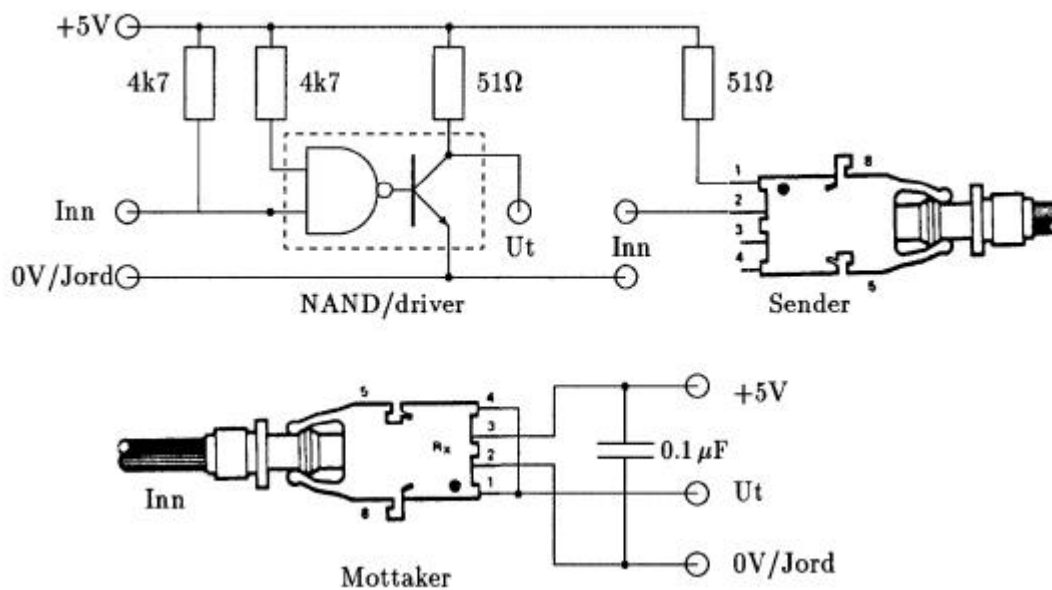 +5V
4k7
4k7
51Ω
51Ω
1
8
2
3
4
5
Inn
Ut
Inn
0V/Jord
NAND/driver
Sender
5
4
3
Rx
2
1
8
+5V
0.1 μF
Ut
Inn
0V/Jord
Mottaker